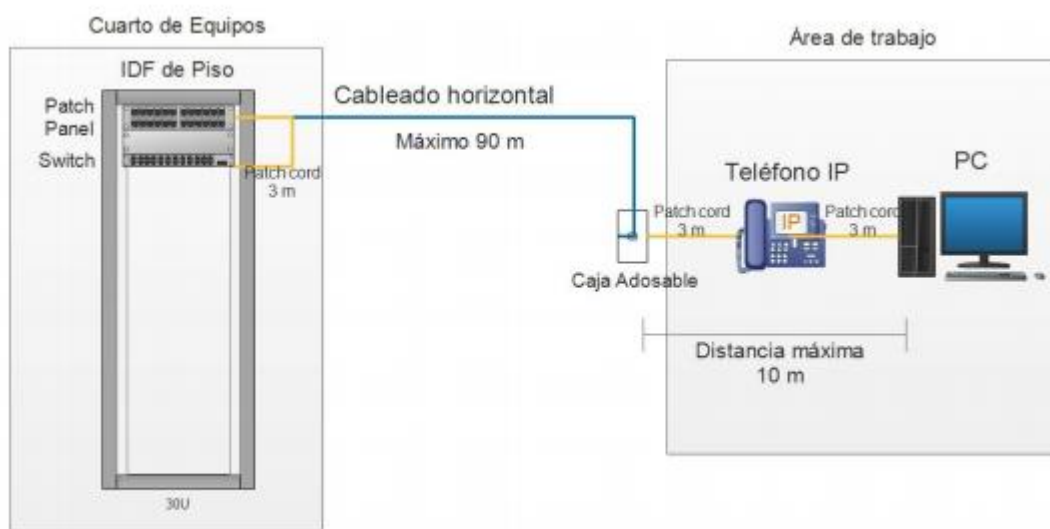 Cuarto de Equipos
IDF de Piso
Patch
Panel
Switch
Patch cord
3 m
30U
Cableado horizontal
Máximo 90 m
Caja Adosable
Área de trabajo
Teléfono IP
PC
Patch cord
3 m
IP
Patch cord
3 m
Distancia máxima
10 m